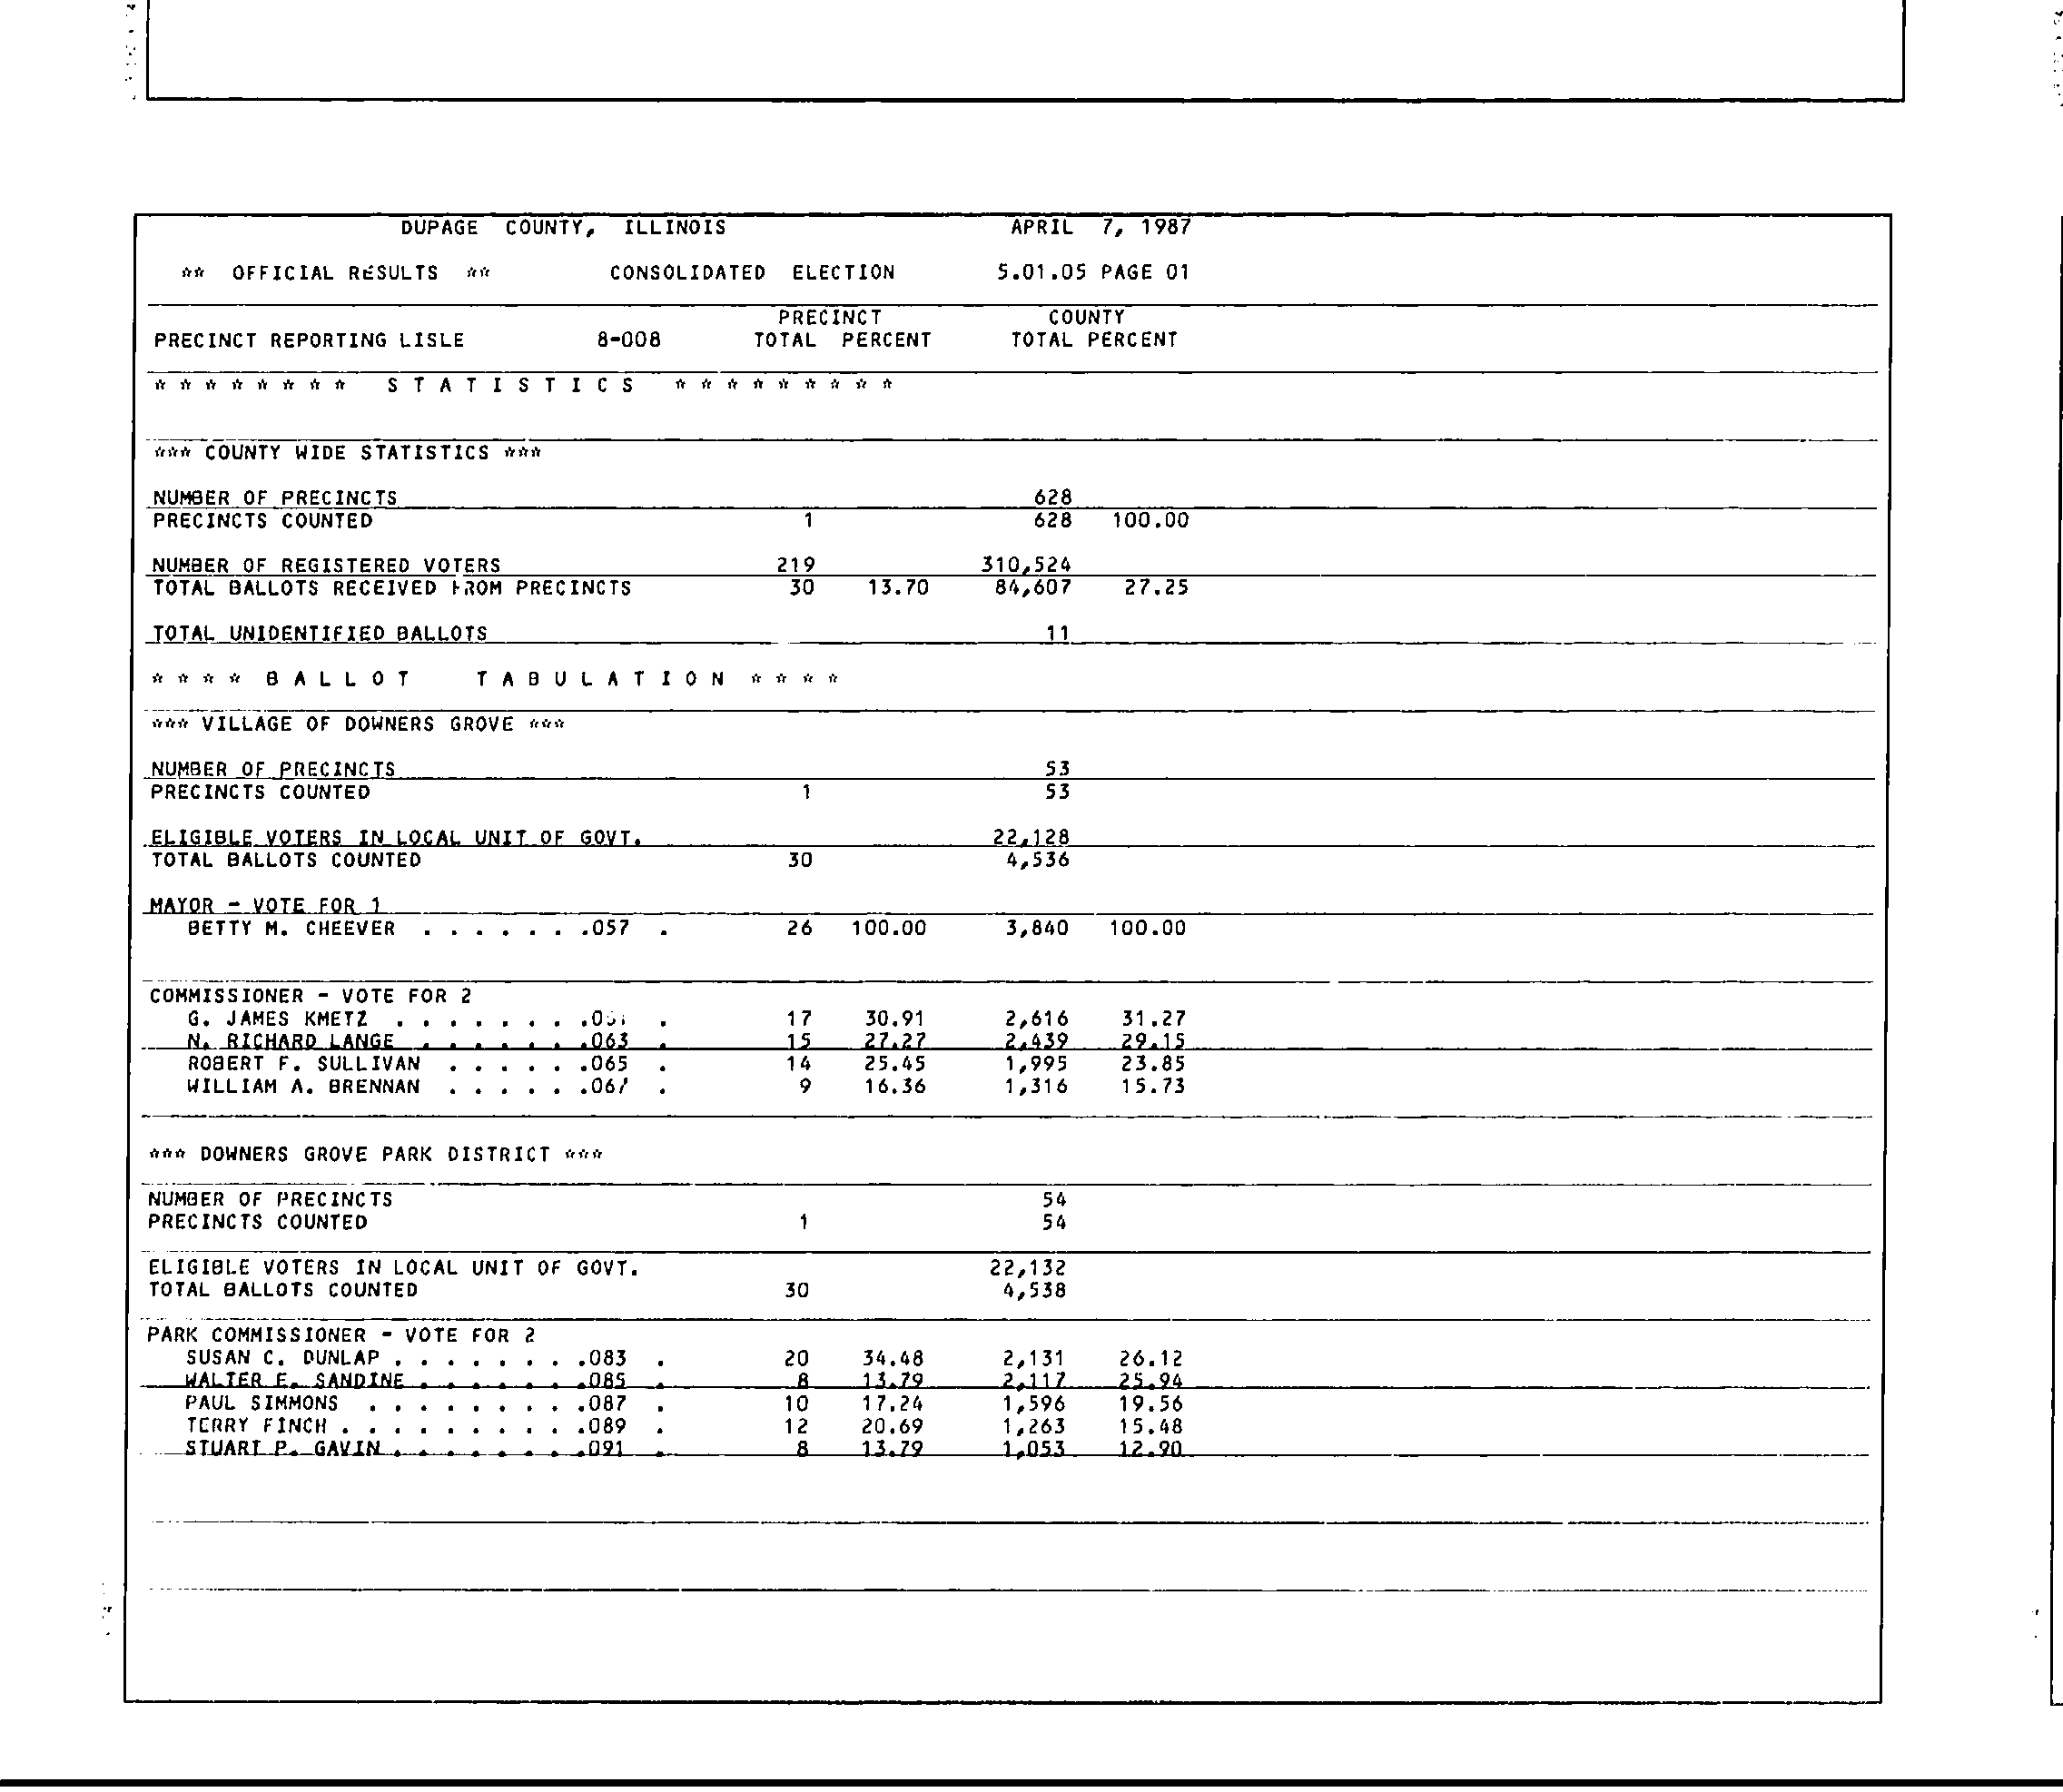 DUPAGE COUNTY, ILLINOIS APRIL 7, 1987
** OFFICIAL RESULTS ** CONSOLIDATED ELECTION 5.01.05 PAGE 01
PRECINCT COUNTY
PRECINCT REPORTING LISLE 8-008 TOTAL PERCENT TOTAL PERCENT
* * * * * * * * S T A T I S T I C S * * * * * * * * *
*** COUNTY WIDE STATISTICS ***
NUMBER OF PRECINCTS 628
PRECINCTS COUNTED 1 628 100.00
NUMBER OF REGISTERED VOTERS 219 310,524
TOTAL BALLOTS RECEIVED FROM PRECINCTS 30 13.70 84,607 27.25
TOTAL UNIDENTIFIED BALLOTS 11
* * * * B A L L O T T A B U L A T I O N * * * *
*** VILLAGE OF DOWNERS GROVE ***
NUMBER OF PRECINCTS 53
PRECINCTS COUNTED 1 53
ELIGIBLE VOTERS IN LOCAL UNIT OF GOVT. 22,128
TOTAL BALLOTS COUNTED 30 4,536
MAYOR - VOTE FOR 1
BETTY M. CHEEVER . . . . . . .057 . 26 100.00 3,840 100.00
COMMISSIONER - VOTE FOR 2
G. JAMES KMETZ . . . . . . . . . 17 30.91 2,616 31.27
N. RICHARD LANGE . . . . . . .063 . 15 27.27 2,439 29.15
ROBERT F. SULLIVAN . . . . . .065 . 14 25.45 1,995 23.85
WILLIAM A. BRENNAN . . . . . .067 . 9 16.36 1,316 15.73
*** DOWNERS GROVE PARK DISTRICT ***
NUMBER OF PRECINCTS 54
PRECINCTS COUNTED 1 54
ELIGIBLE VOTERS IN LOCAL UNIT OF GOVT. 22,132
TOTAL BALLOTS COUNTED 30 4,538
PARK COMMISSIONER - VOTE FOR 2
SUSAN C. DUNLAP . . . . . . . .083 . 20 34.48 2,131 26.12
WALTER E. SANDINE . . . . . . .085 . 8 13.79 2,117 25.94
PAUL SIMMONS . . . . . . . . .087 . 10 17.24 1,596 19.56
TERRY FINCH . . . . . . . . . .089 . 12 20.69 1,263 15.48
STUART P. GAVIN . . . . . . . .091 . 8 13.79 1,053 12.90